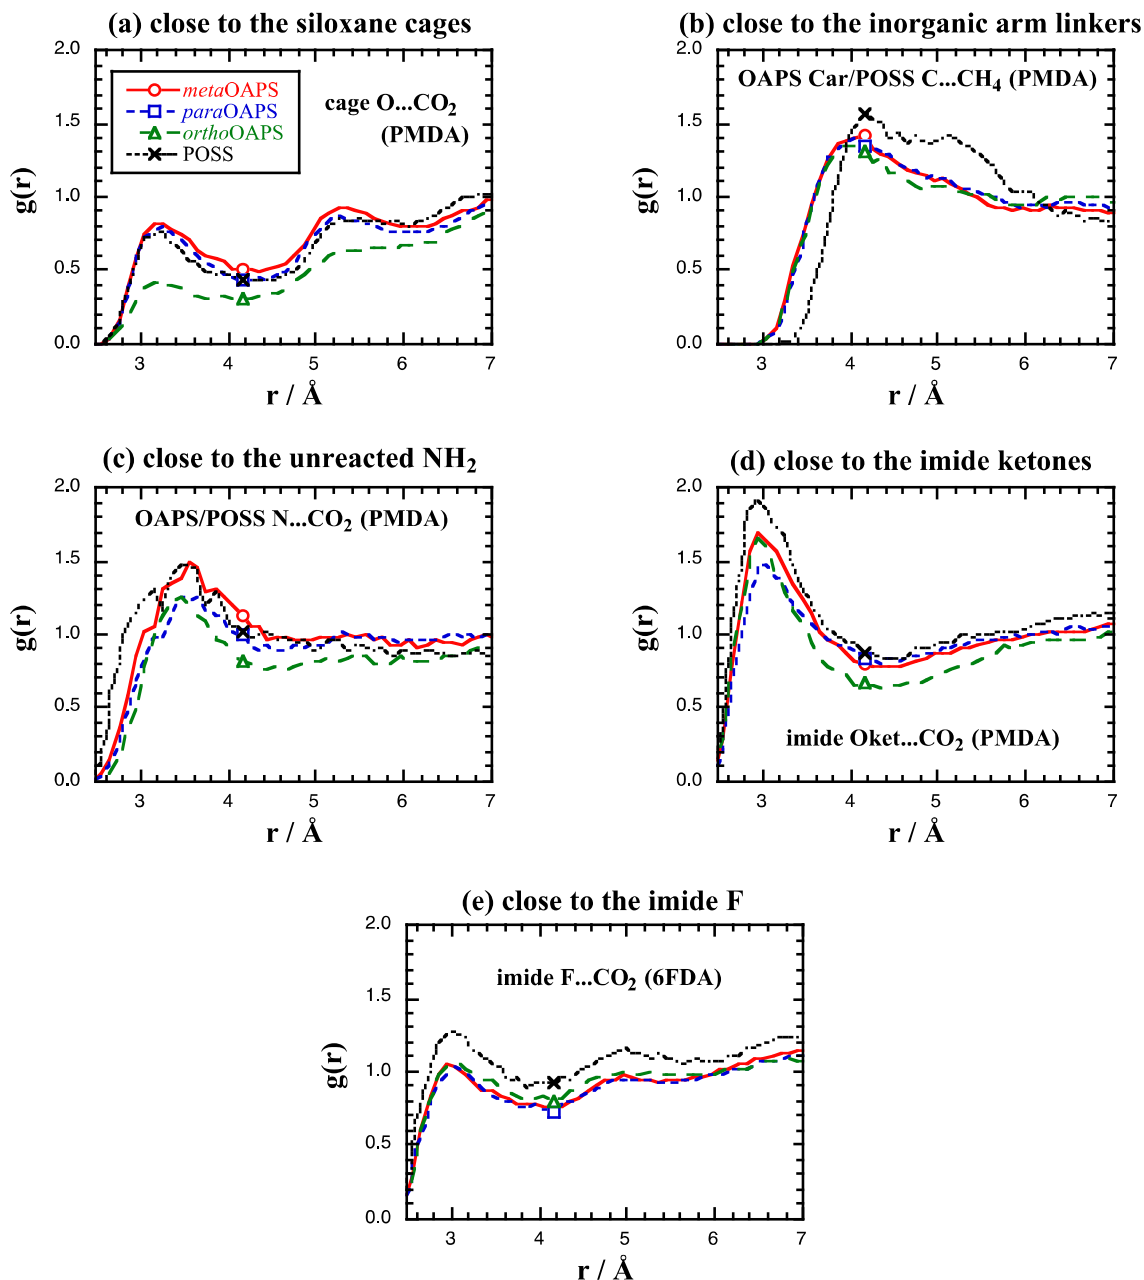 (a) close to the siloxane cages
2.0
1.5
1.0
0.5
0.0
g(r)
metaOAPS
paraOAPS
orthoOAPS
POSS
cage O...CO₂
(PMDA)
3 4 5 6 7
r / Å
(b) close to the inorganic arm linkers
2.0
1.5
1.0
0.5
0.0
g(r)
OAPS Car/POSS C...CH₄ (PMDA)
3 4 5 6 7
r / Å
(c) close to the unreacted NH₂
2.0
1.5
1.0
0.5
0.0
g(r)
OAPS/POSS N...CO₂ (PMDA)
3 4 5 6 7
r / Å
(d) close to the imide ketones
2.0
1.5
1.0
0.5
0.0
g(r)
imide Oket...CO₂ (PMDA)
3 4 5 6 7
r / Å
(e) close to the imide F
2.0
1.5
1.0
0.5
0.0
g(r)
imide F...CO₂ (6FDA)
3 4 5 6 7
r / Å